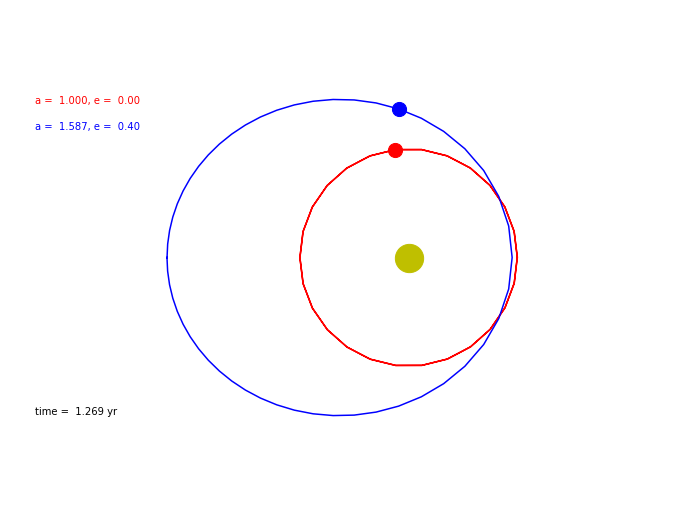 a =  1.000, e =  0.00
a =  1.587, e =  0.40
time =  1.269 yr